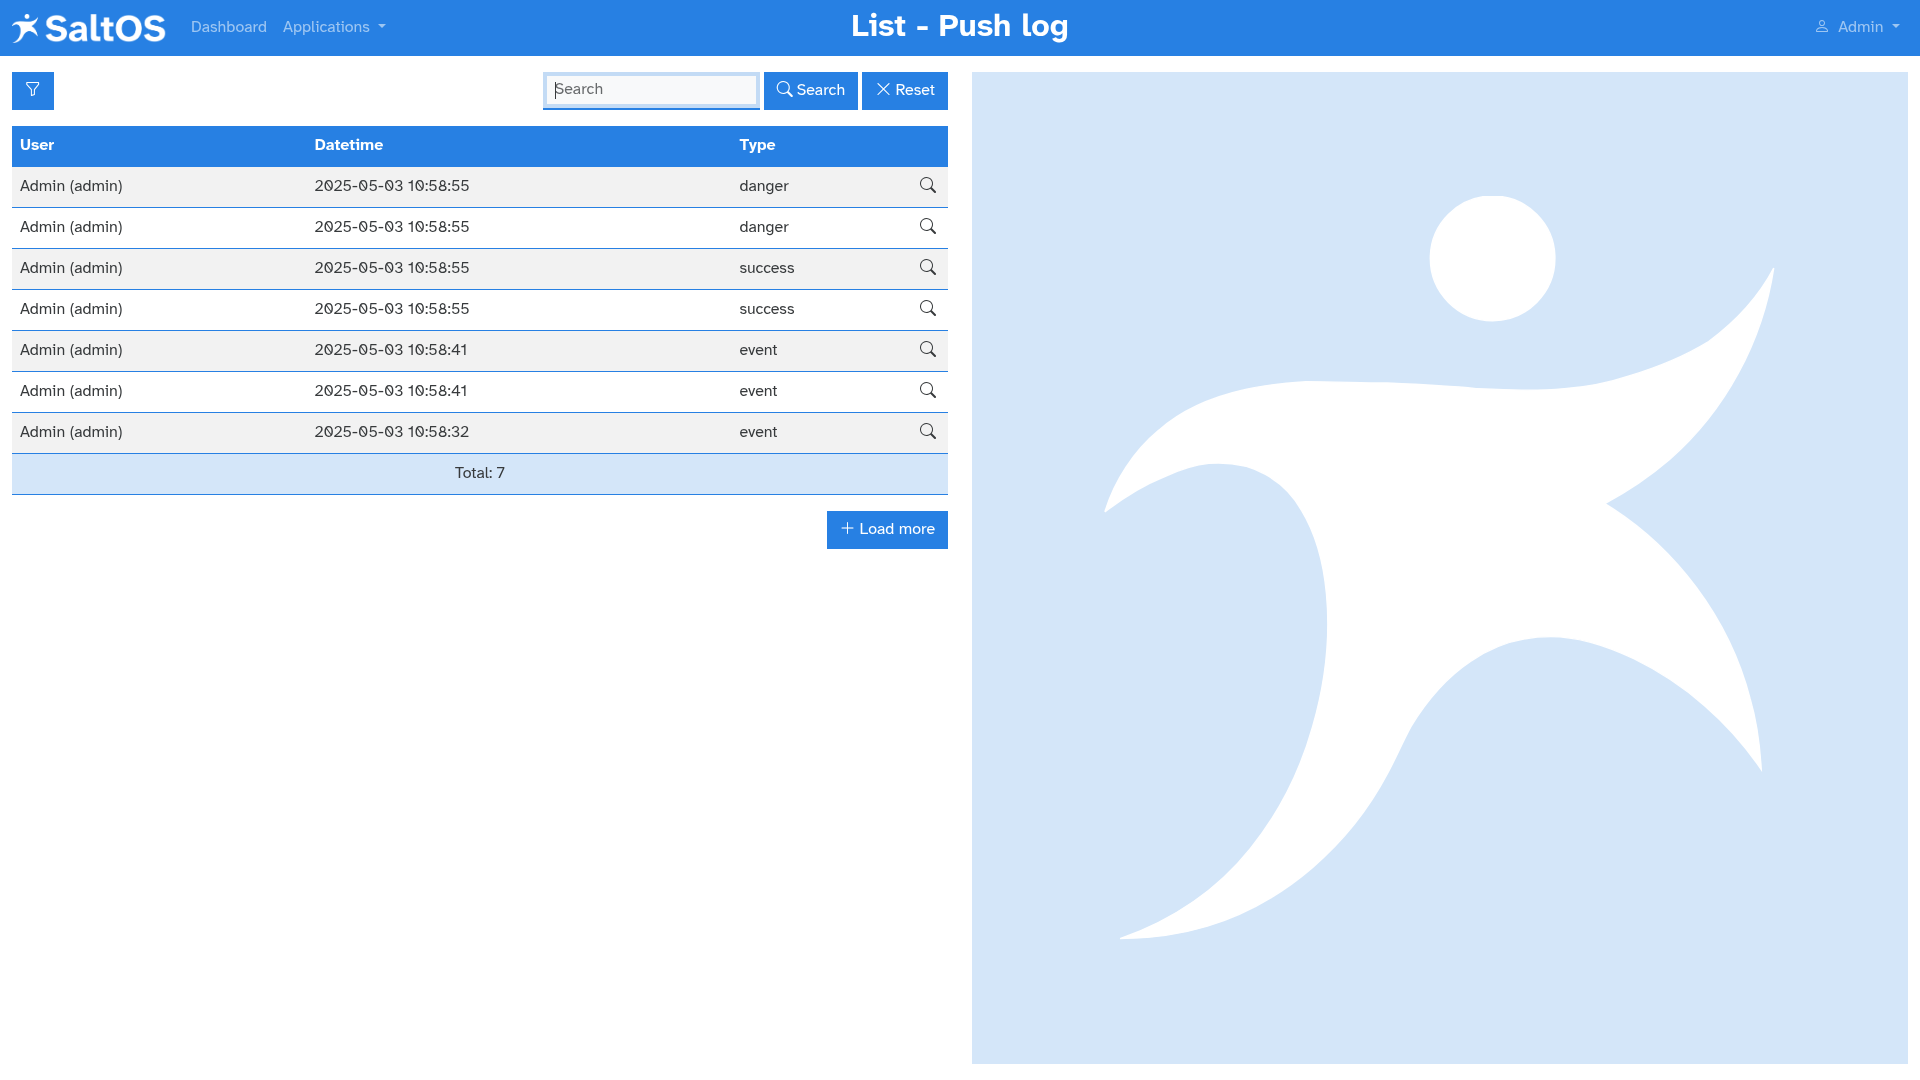 SaltOS Dashboard Applications List - Push log Admin
Search Search Reset
User Datetime Type
Admin (admin) 2025-05-03 10:58:55 danger
Admin (admin) 2025-05-03 10:58:55 danger
Admin (admin) 2025-05-03 10:58:55 success
Admin (admin) 2025-05-03 10:58:55 success
Admin (admin) 2025-05-03 10:58:41 event
Admin (admin) 2025-05-03 10:58:41 event
Admin (admin) 2025-05-03 10:58:32 event
Total: 7
Load more